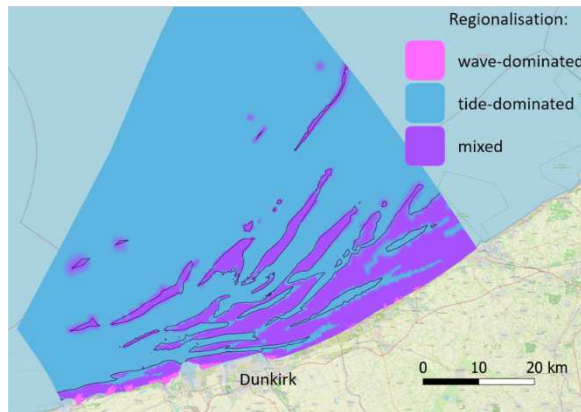 Regionalisation:
wave-dominated
tide-dominated
mixed
Dunkirk
0 10 20 km